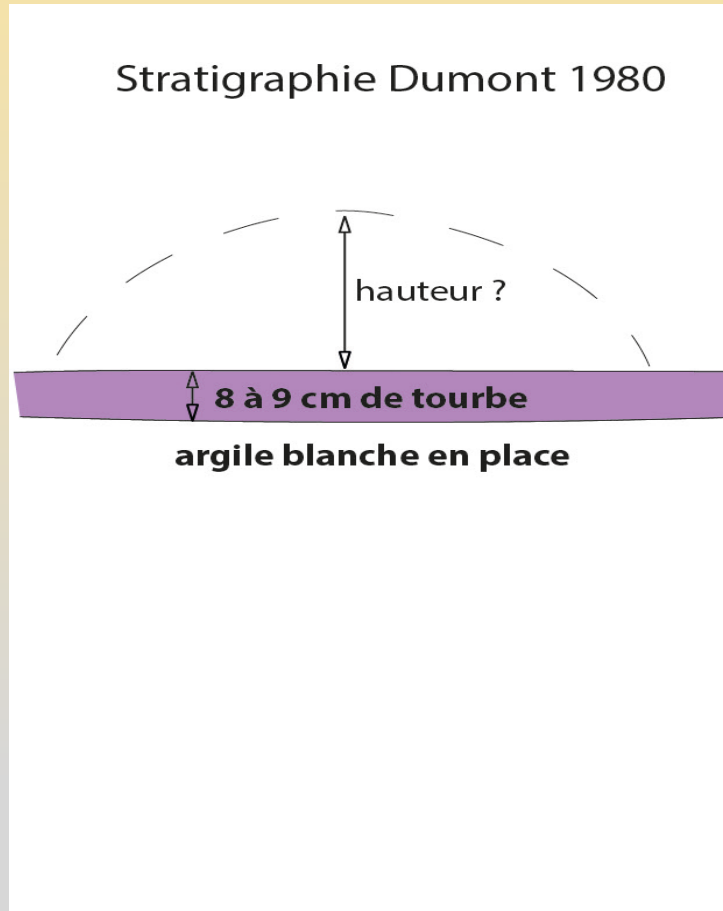 Stratigraphie Dumont 1980
hauteur ?
8 à 9 cm de tourbe
argile blanche en place